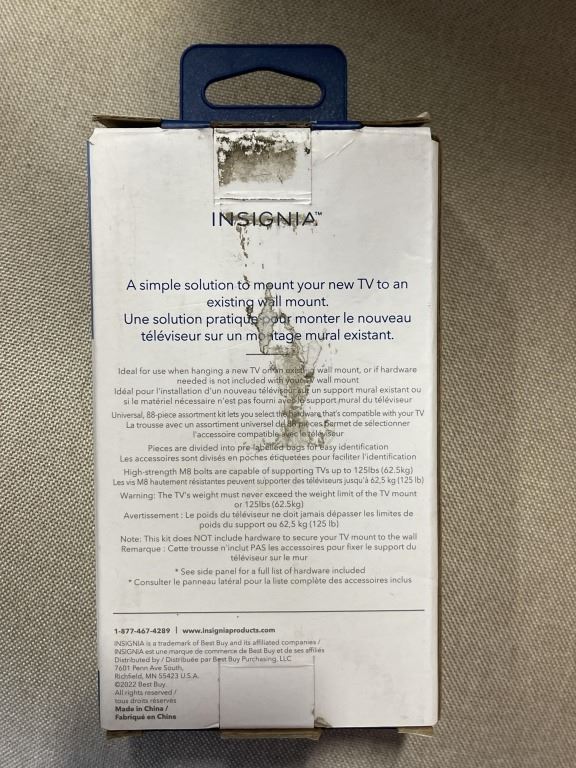 INSIGNIA™
A simple solution to mount your new TV to an
existing wall mount.
Une solution pratique pour monter le nouveau
téléviseur sur un montage mural existant.
Ideal for use when hanging a new TV on an existing wall mount, or if hardware
needed is not included with your wall mount
Idéal pour l'installation d'un nouveau téléviseur sur un support mural existant ou
si le matériel nécessaire n'est pas fourni avec le support mural du téléviseur
Universal, 88-piece assortment kit lets you select the hardware that's compatible with your TV
La trousse avec un assortiment universel de 88 pièces permet de sélectionner
l'accessoire compatible avec le téléviseur
Pieces are divided into pre-labelled bags for easy identification
Les accessoires sont divisés en poches étiquetées pour faciliter l'identification
High-strength M8 bolts are capable of supporting TVs up to 125lbs (62.5kg)
Les vis M8 hautement résistantes peuvent supporter des téléviseurs jusqu'à 62,5 kg (125 lb)
Warning: The TV's weight must never exceed the weight limit of the TV mount
or 125lbs (62.5kg)
Avertissement : Le poids du téléviseur ne doit jamais dépasser les limites de
poids du support ou 62,5 kg (125 lb)
Note: This kit does NOT include hardware to secure your TV mount to the wall
Remarque : Cette trousse n'inclut PAS les accessoires pour fixer le support du
téléviseur sur le mur
* See side panel for a full list of hardware included
* Consulter le panneau latéral pour la liste complète des accessoires inclus
1-877-467-4289 | www.insigniaproducts.com
INSIGNIA is a trademark of Best Buy and its affiliated companies /
INSIGNIA est une marque de commerce de Best Buy et de ses affiliés
Distributed by / Distribuée par Best Buy Purchasing, LLC
7601 Penn Ave South,
Richfield, MN 55423 U.S.A.
©2022 Best Buy
All rights reserved /
tous droits réservés
Made in China /
Fabriqué en Chine